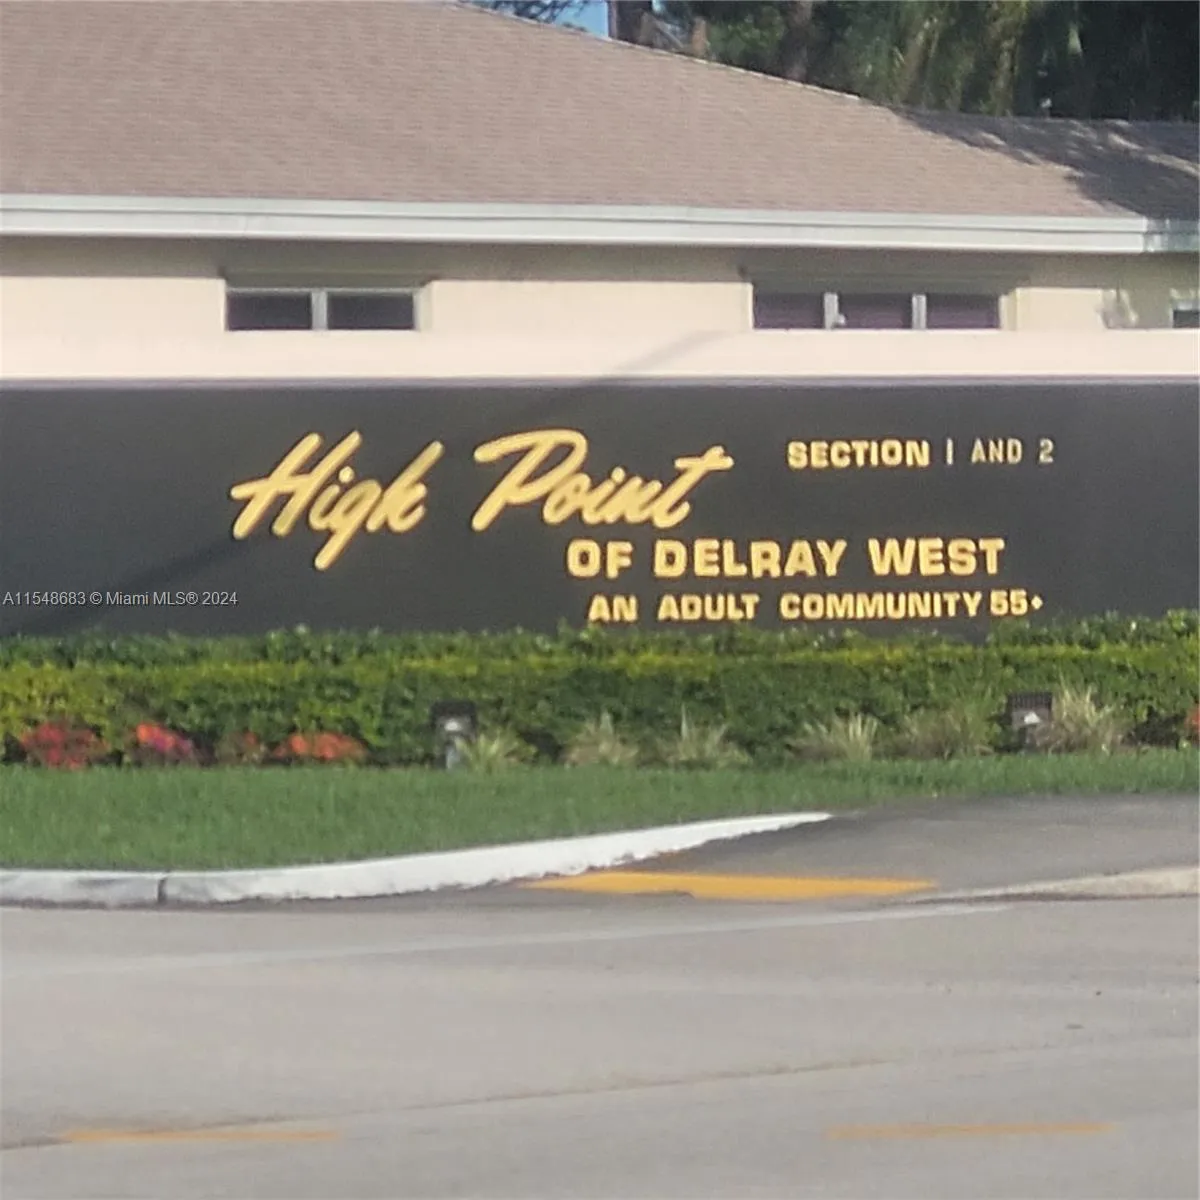 High Point
SECTION 1 AND 2
OF DELRAY WEST
AN ADULT COMMUNITY 55+
A11548683 © Miami MLS® 2024